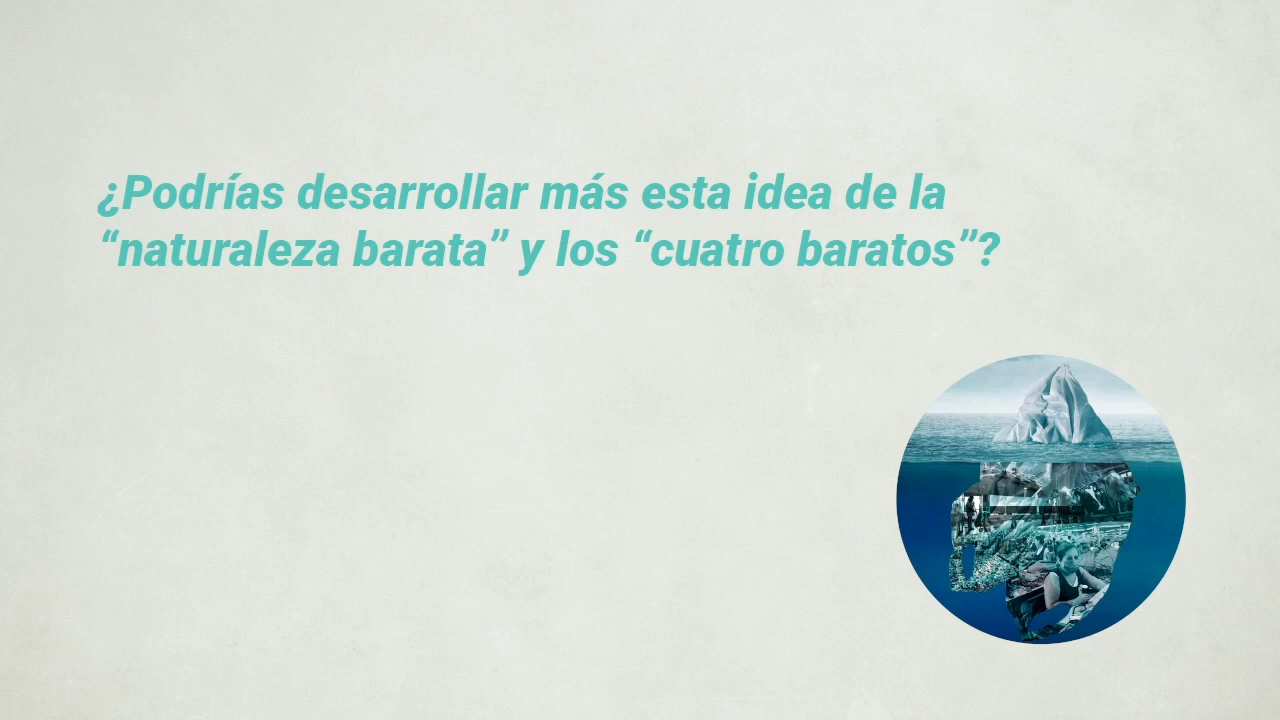 ¿Podrías desarrollar más esta idea de la
“naturaleza barata” y los “cuatro baratos”?